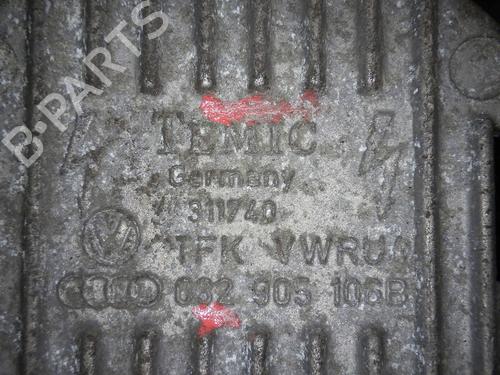 B-PARTS
TEMIC
Germany
311740
TFK VWRU
032 905 106B